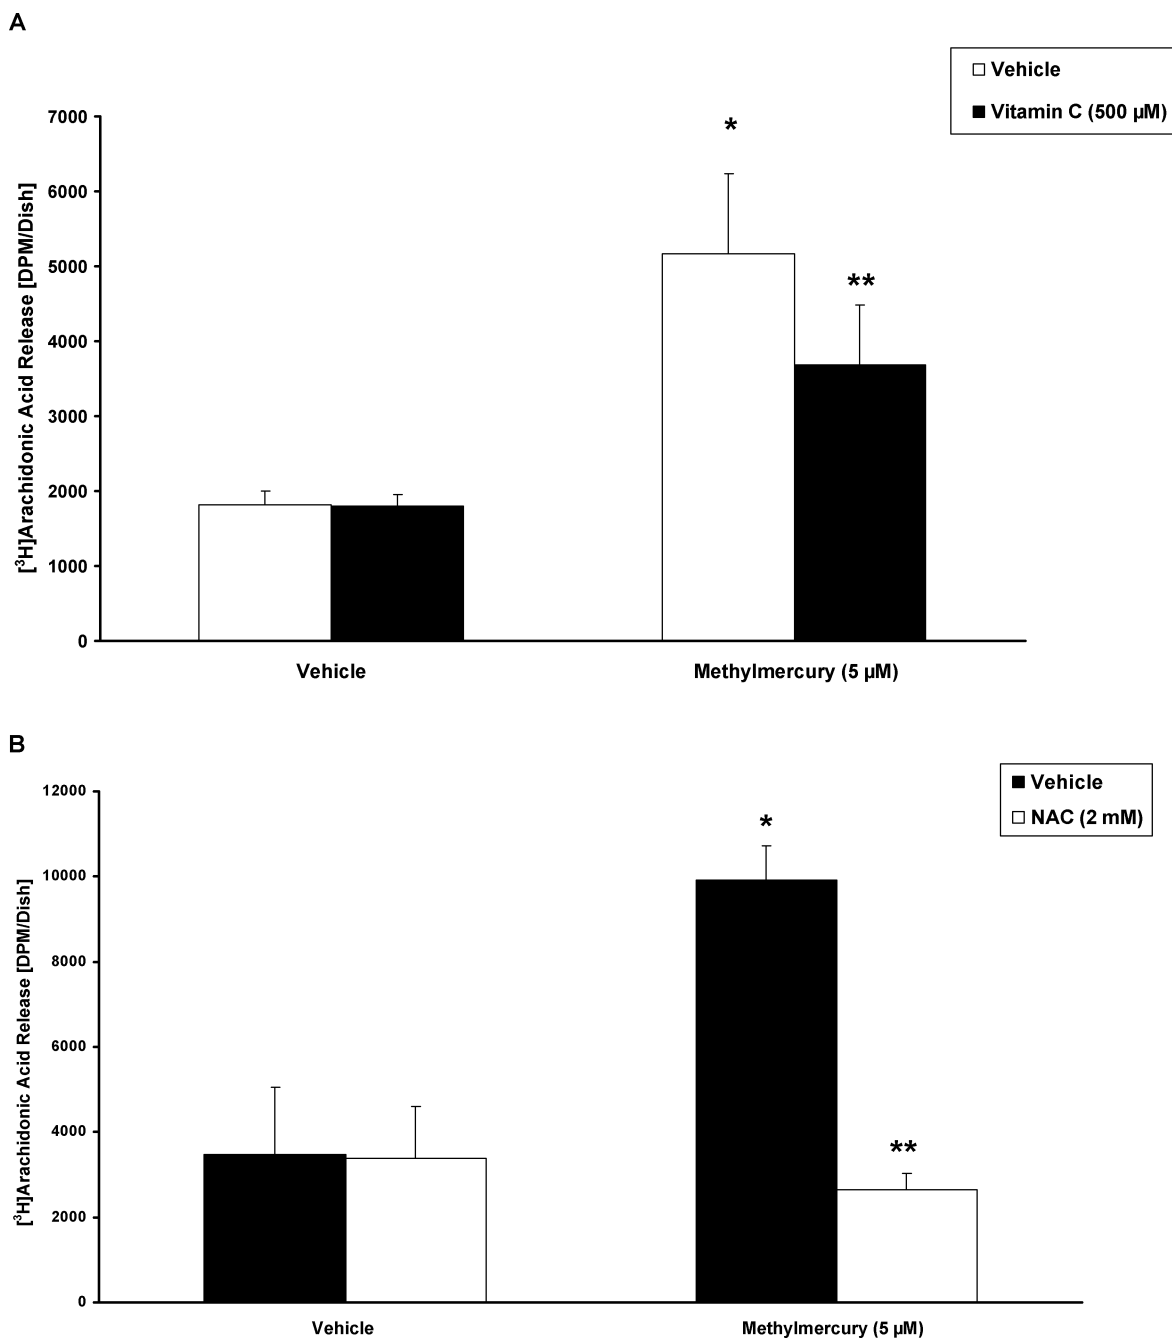 A
Vehicle
Vitamin C (500 µM)
[³H]Arachidonic Acid Release [DPM/Dish]
7000
6000
5000
4000
3000
2000
1000
0
*
**
Vehicle
Methylmercury (5 µM)
B
Vehicle
NAC (2 mM)
[³H]Arachidonic Acid Release [DPM/Dish]
12000
10000
8000
6000
4000
2000
0
*
**
Vehicle
Methylmercury (5 µM)